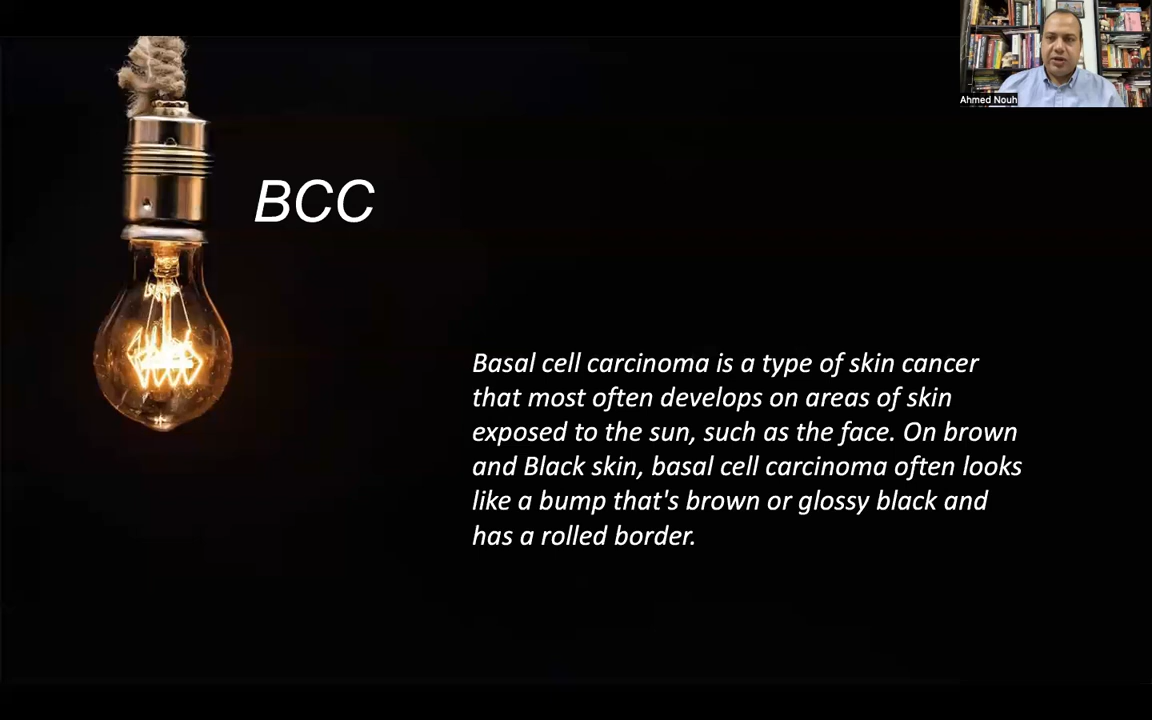 Ahmed Nouh
BCC
Basal cell carcinoma is a type of skin cancer
that most often develops on areas of skin
exposed to the sun, such as the face. On brown
and Black skin, basal cell carcinoma often looks
like a bump that's brown or glossy black and
has a rolled border.